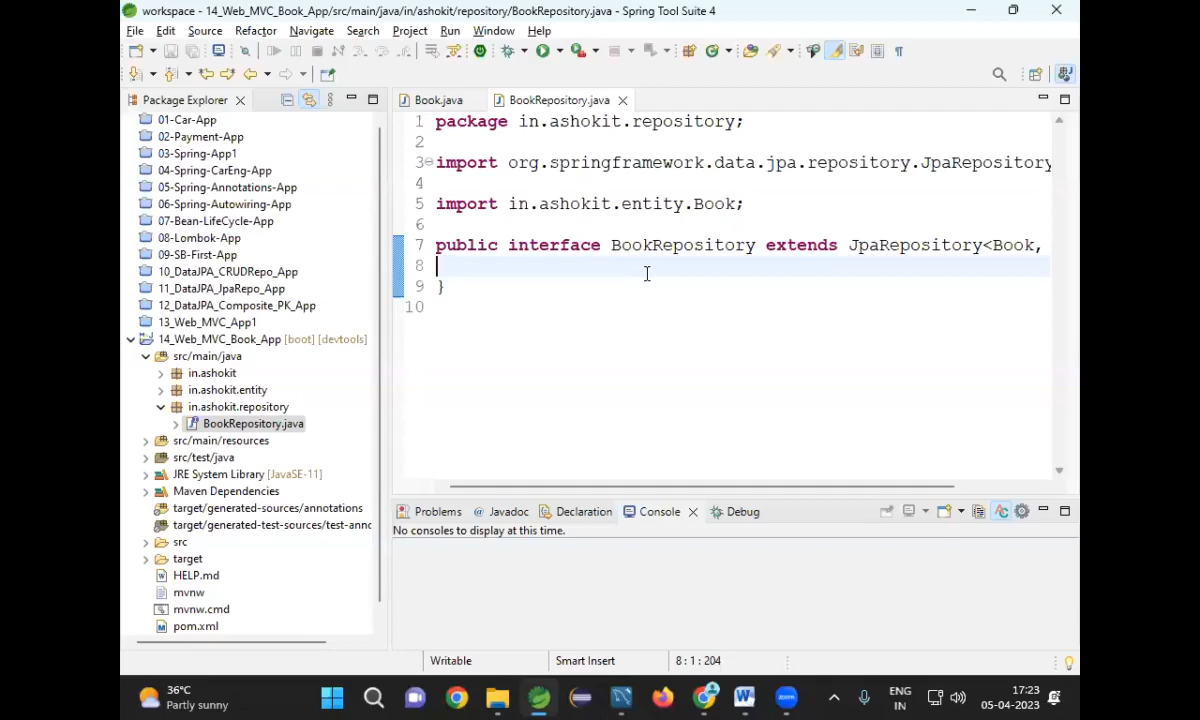 workspace - 14_Web_MVC_Book_App/src/main/java/in/ashokit/repository/BookRepository.java - Spring Tool Suite 4
File Edit Source Refactor Navigate Search Project Run Window Help
Package Explorer
01-Car-App
02-Payment-App
03-Spring-App1
04-Spring-CarEng-App
05-Spring-Annotations-App
06-Spring-Autowiring-App
07-Bean-LifeCycle-App
08-Lombok-App
09-SB-First-App
10_DataJPA_CRUDRepo_App
11_DataJPA_JpaRepo_App
12_DataJPA_Composite_PK_App
13_Web_MVC_App1
14_Web_MVC_Book_App [boot] [devtools]
src/main/java
in.ashokit
in.ashokit.entity
in.ashokit.repository
BookRepository.java
src/main/resources
src/test/java
JRE System Library [JavaSE-11]
Maven Dependencies
target/generated-sources/annotations
target/generated-test-sources/test-anno
src
target
HELP.md
mvnw
mvnw.cmd
pom.xml
Book.java BookRepository.java
1 package in.ashokit.repository;
2
3 import org.springframework.data.jpa.repository.JpaRepository
4
5 import in.ashokit.entity.Book;
6
7 public interface BookRepository extends JpaRepository<Book,
8
9 }
10
Problems @ Javadoc Declaration Console Debug
No consoles to display at this time.
Writable Smart Insert 8 : 1 : 204
36°C
Partly sunny
zoom
ENG
IN
17:23
05-04-2023